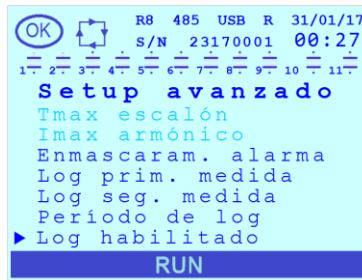 OK R8 485 USB R 31/01/17
S/N 23170001 00:27
1 2 3 4 5 6 7 8 9 10 11
Setup avanzado
Tmax escalón
Imax armónico
Enmascaram. alarma
Log prim. medida
Log seg. medida
Período de log
Log habilitado
RUN